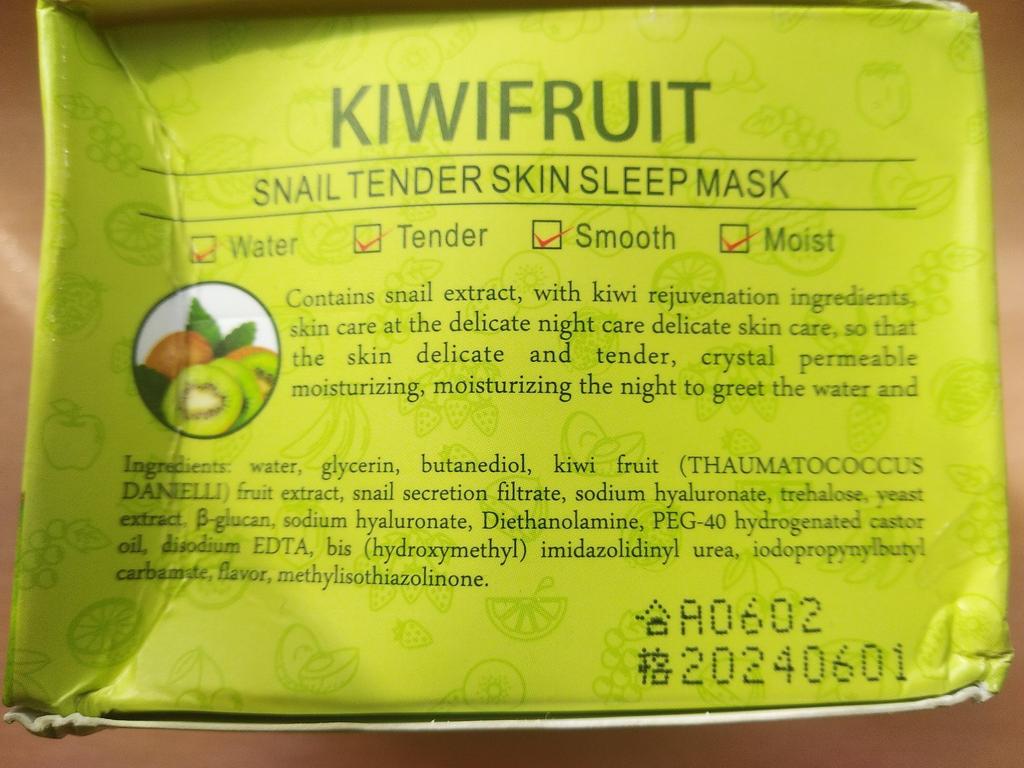 KIWIFRUIT
SNAIL TENDER SKIN SLEEP MASK
Water Tender Smooth Moist
Contains snail extract, with kiwi rejuvenation ingredients,
skin care at the delicate night care delicate skin care, so that
the skin delicate and tender, crystal permeable
moisturizing, moisturizing the night to greet the water and
Ingredients: water, glycerin, butanediol, kiwi fruit (THAUMATOCOCCUS
DANIELLI) fruit extract, snail secretion filtrate, sodium hyaluronate, trehalose, yeast
extract, β-glucan, sodium hyaluronate, Diethanolamine, PEG-40 hydrogenated castor
oil, disodium EDTA, bis (hydroxymethyl) imidazolidinyl urea, iodopropynylbutyl
carbamate, flavor, methylisothiazolinone.
合A0602
格20240601